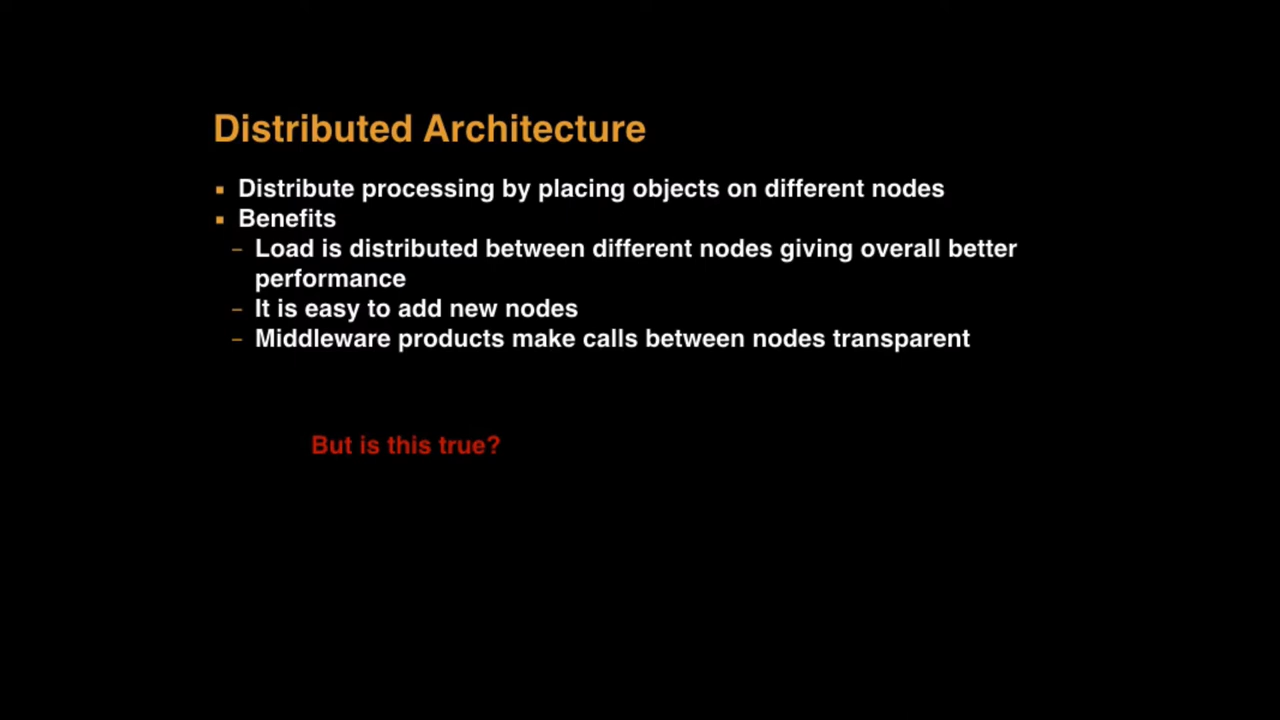 Distributed Architecture
▪ Distribute processing by placing objects on different nodes
▪ Benefits
– Load is distributed between different nodes giving overall better
performance
– It is easy to add new nodes
– Middleware products make calls between nodes transparent
But is this true?